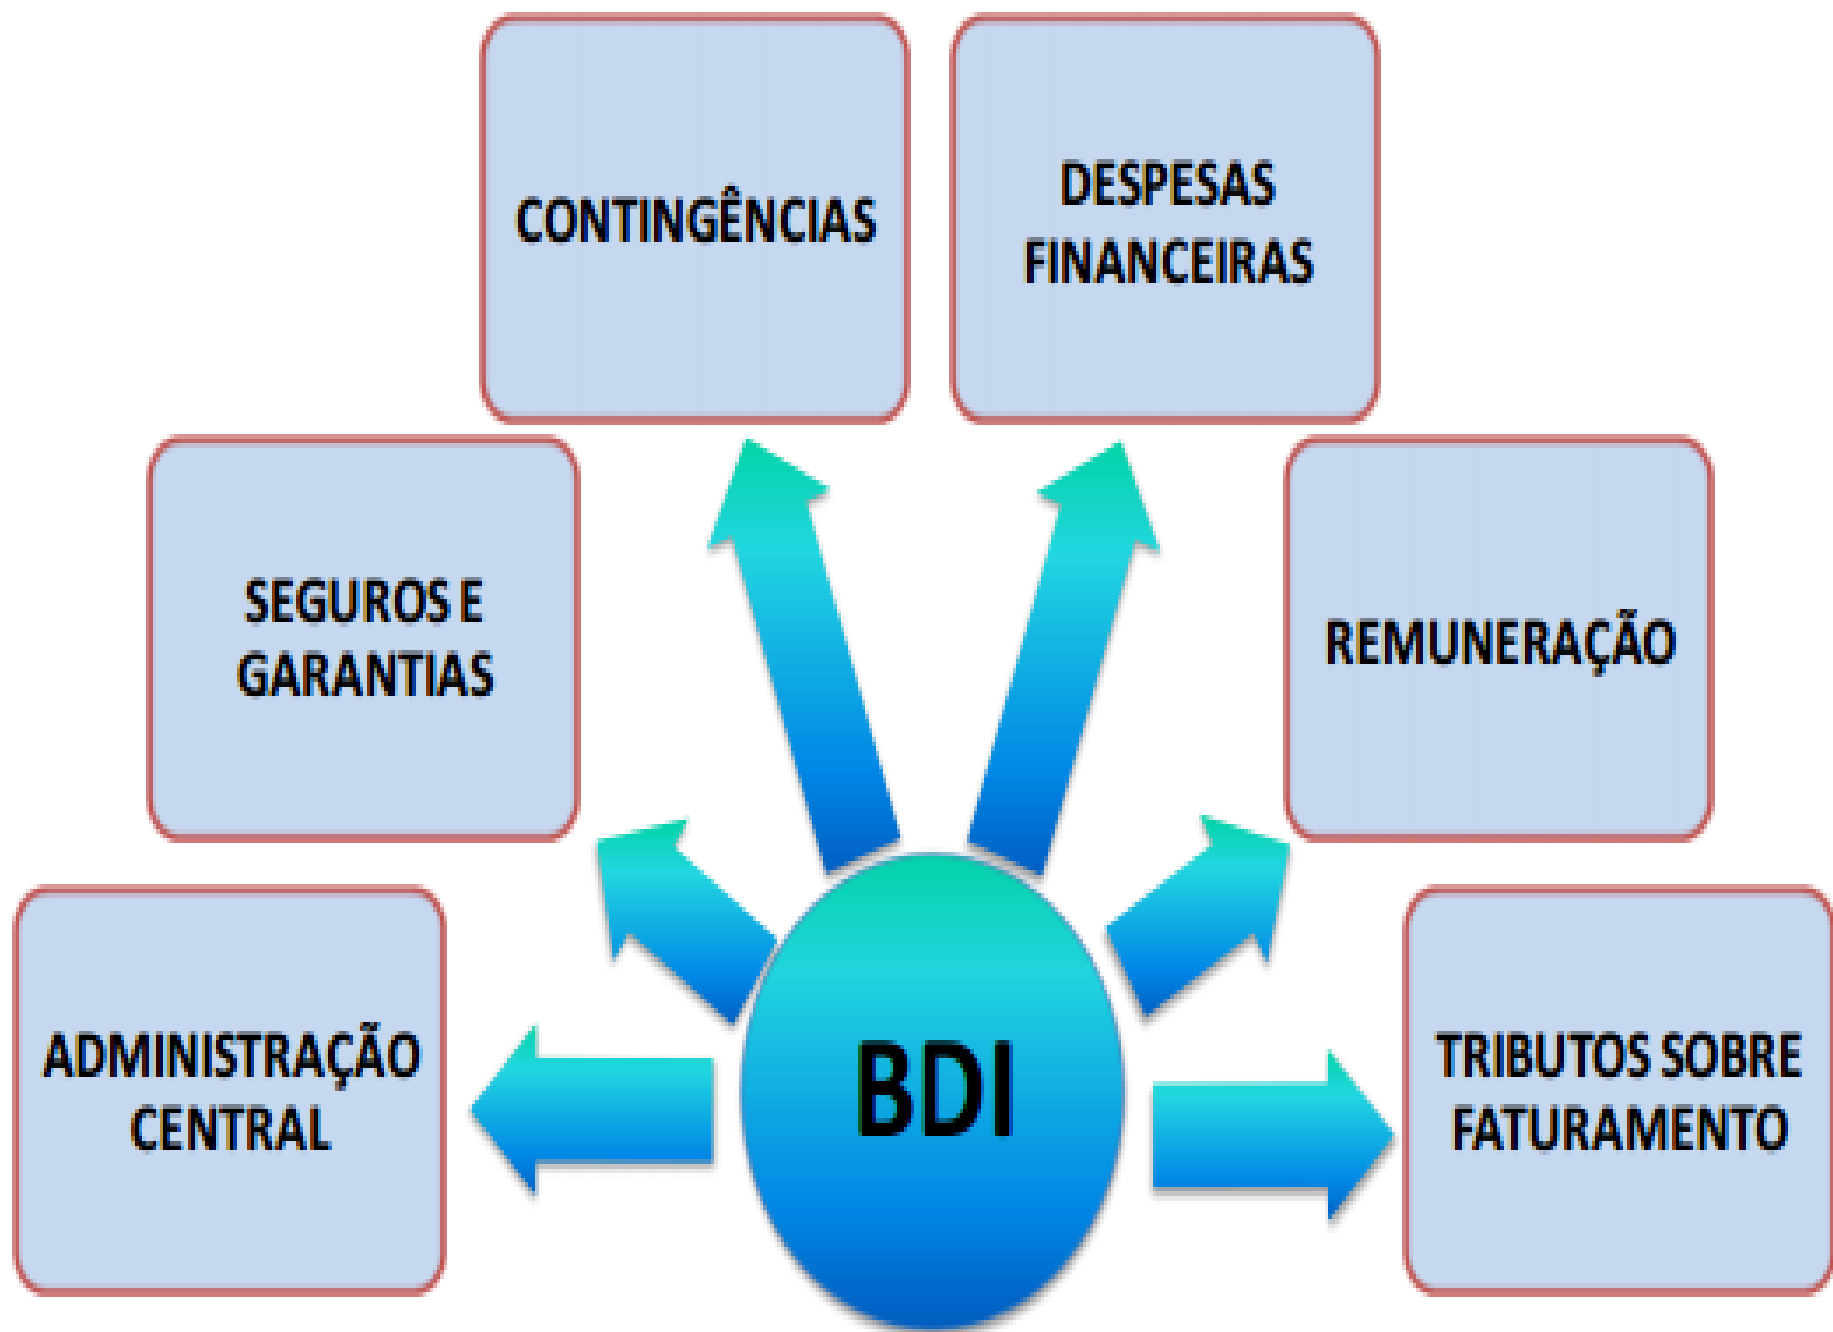 CONTINGÊNCIAS
DESPESAS
FINANCEIRAS
SEGUROS E
GARANTIAS
REMUNERAÇÃO
ADMINISTRAÇÃO
CENTRAL
BDI
TRIBUTOS SOBRE
FATURAMENTO